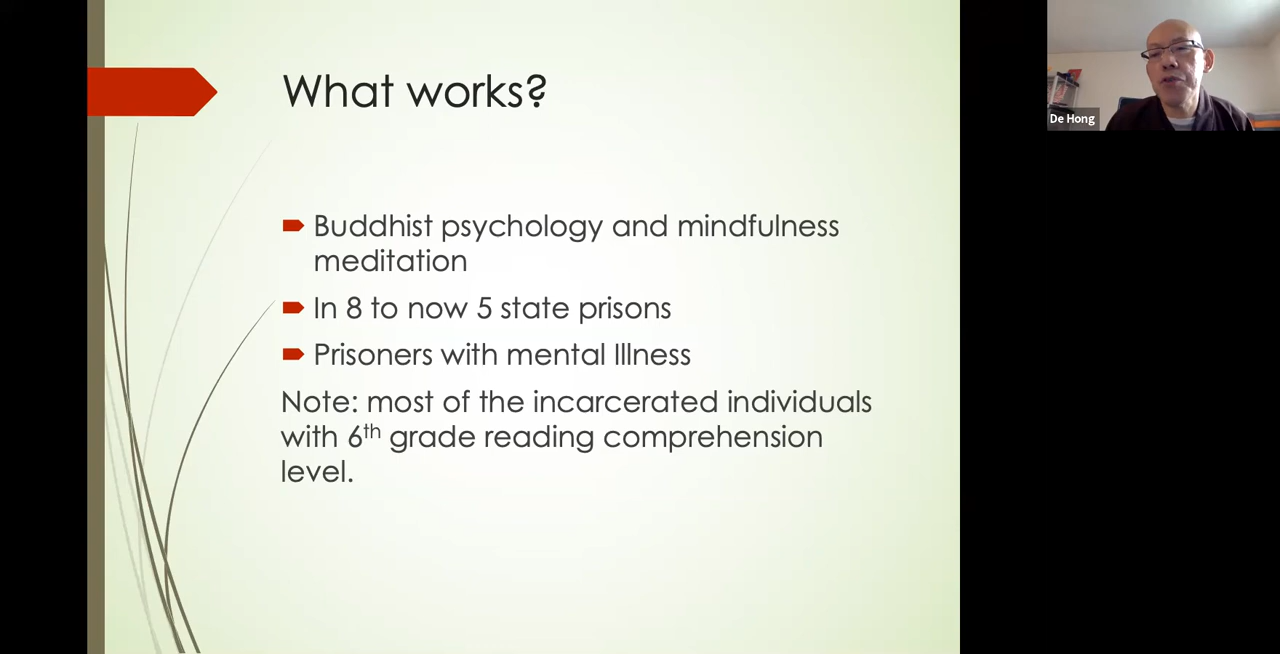 What works?
Buddhist psychology and mindfulness
meditation
In 8 to now 5 state prisons
Prisoners with mental Illness
Note: most of the incarcerated individuals
with 6th grade reading comprehension
level.
De Hong